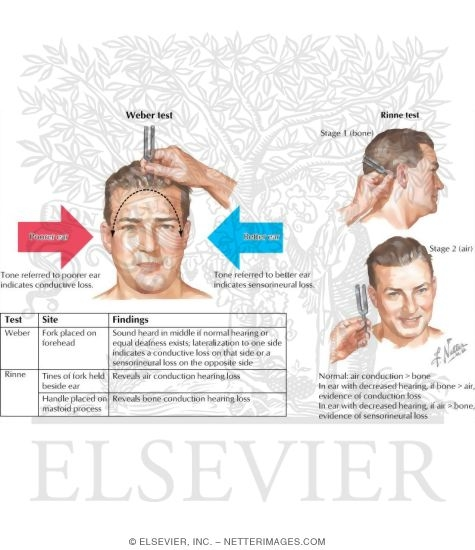 Weber test
Rinne test
Stage 1 (bone)
Poorer ear
Better ear
Tone referred to poorer ear
indicates conductive loss.
Tone referred to better ear
indicates sensorineural loss.
Stage 2 (air)
F. Netter
Test Site Findings
Weber Fork placed on forehead Sound heard in middle if normal hearing or
equal deafness exists; lateralization to one side
indicates a conductive loss on that side or a
sensorineural loss on the opposite side
Rinne Tines of fork held beside ear Reveals air conduction hearing loss
Handle placed on mastoid process Reveals bone conduction hearing loss
Normal: air conduction > bone
In ear with decreased hearing, if bone > air,
evidence of conduction loss
In ear with decreased hearing, if air > bone,
evidence of sensorineural loss
ELSEVIER
ELSEVIER
© ELSEVIER, INC. – NETTERIMAGES.COM